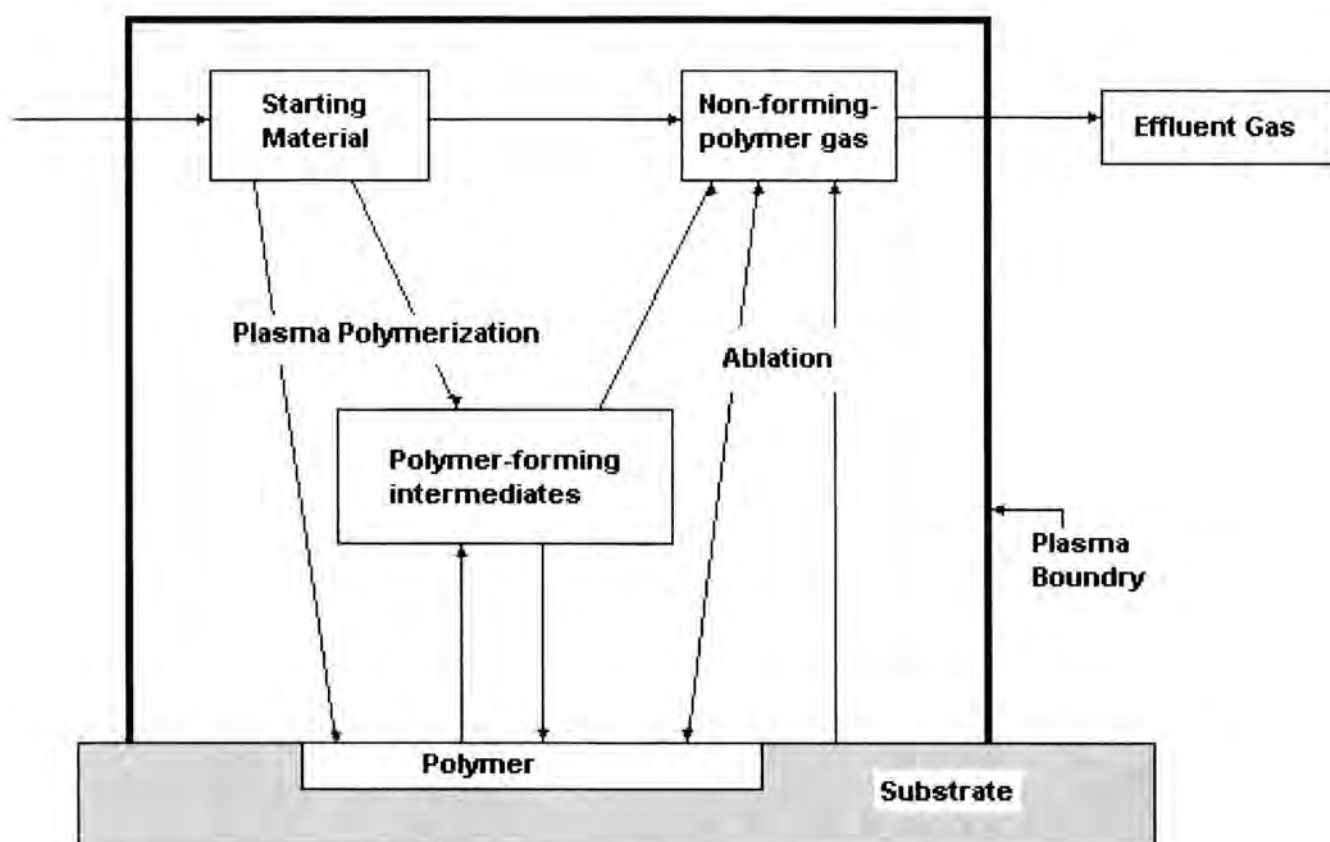 Starting
Material
Non-forming-
polymer gas
Effluent Gas
Plasma Polymerization
Ablation
Polymer-forming
intermediates
Plasma
Boundry
Polymer
Substrate